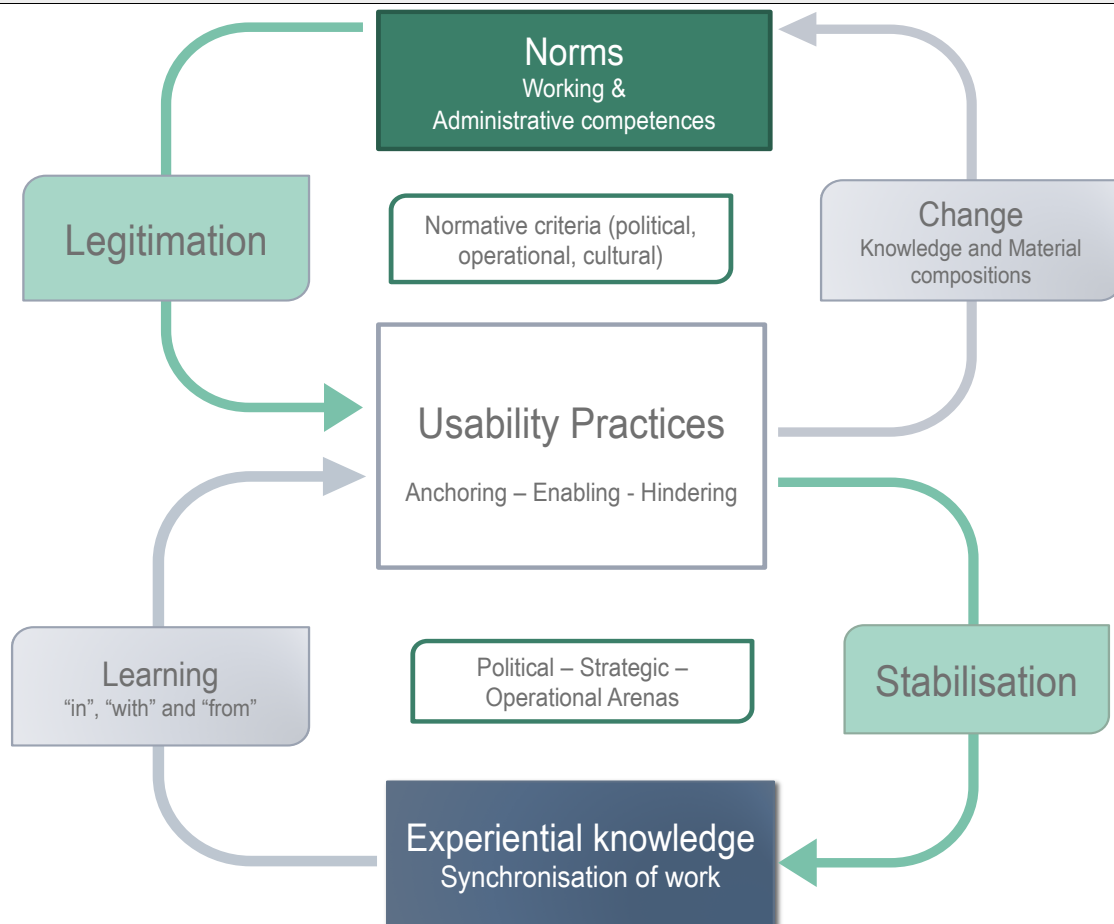 Norms
Working &
Administrative competences
Legitimation
Normative criteria (political,
operational, cultural)
Change
Knowledge and Material
compositions
Usability Practices
Anchoring – Enabling - Hindering
Learning
“in”, “with” and “from”
Political – Strategic –
Operational Arenas
Stabilisation
Experiential knowledge
Synchronisation of work